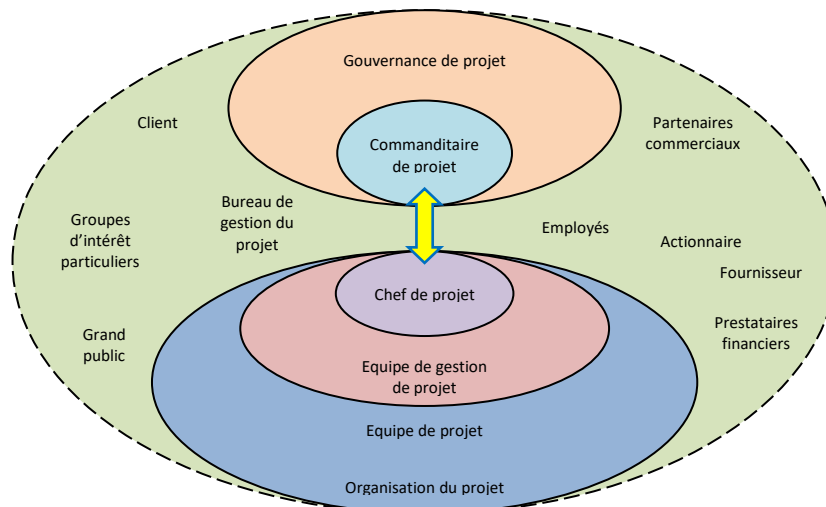 Gouvernance de projet
Client
Partenaires
commerciaux
Commanditaire
de projet
Bureau de
gestion du
projet
Groupes
d'intérêt
particuliers
Employés
Actionnaire
Fournisseur
Chef de projet
Grand
public
Prestataires
financiers
Equipe de gestion
de projet
Equipe de projet
Organisation du projet